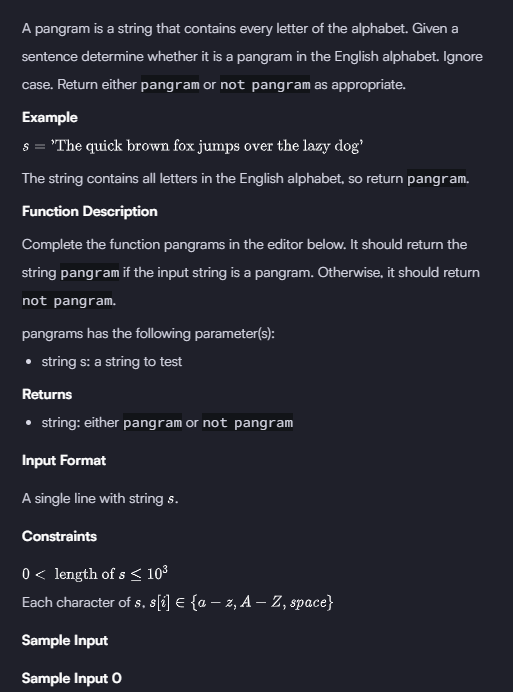 A pangram is a string that contains every letter of the alphabet. Given a
sentence determine whether it is a pangram in the English alphabet. Ignore
case. Return either pangram or not pangram as appropriate.
Example
s = 'The quick brown fox jumps over the lazy dog'
The string contains all letters in the English alphabet, so return pangram.
Function Description
Complete the function pangrams in the editor below. It should return the
string pangram if the input string is a pangram. Otherwise, it should return
not pangram.
pangrams has the following parameter(s):
• string s: a string to test
Returns
• string: either pangram or not pangram
Input Format
A single line with string s.
Constraints
0 < length of s ≤ 10³
Each character of s, s[i] ∈ {a − z, A − Z, space}
Sample Input
Sample Input 0